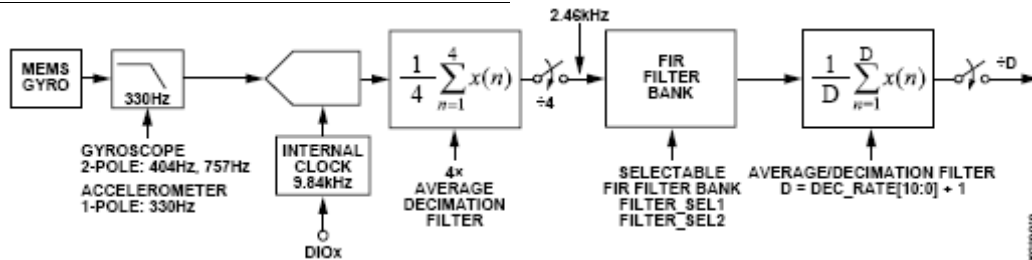 2.46kHz
MEMS
GYRO
330Hz
1/4 4 ∑ n=1 x(n)
÷4
FIR
FILTER
BANK
1/D D ∑ n=1 x(n)
÷D
GYROSCOPE
2-POLE: 404Hz, 757Hz
ACCELEROMETER
1-POLE: 330Hz
INTERNAL
CLOCK
9.84kHz
DIOx
4×
AVERAGE
DECIMATION
FILTER
SELECTABLE
FIR FILTER BANK
FILTER_SEL1
FILTER_SEL2
AVERAGE/DECIMATION FILTER
D = DEC_RATE[10:0] + 1